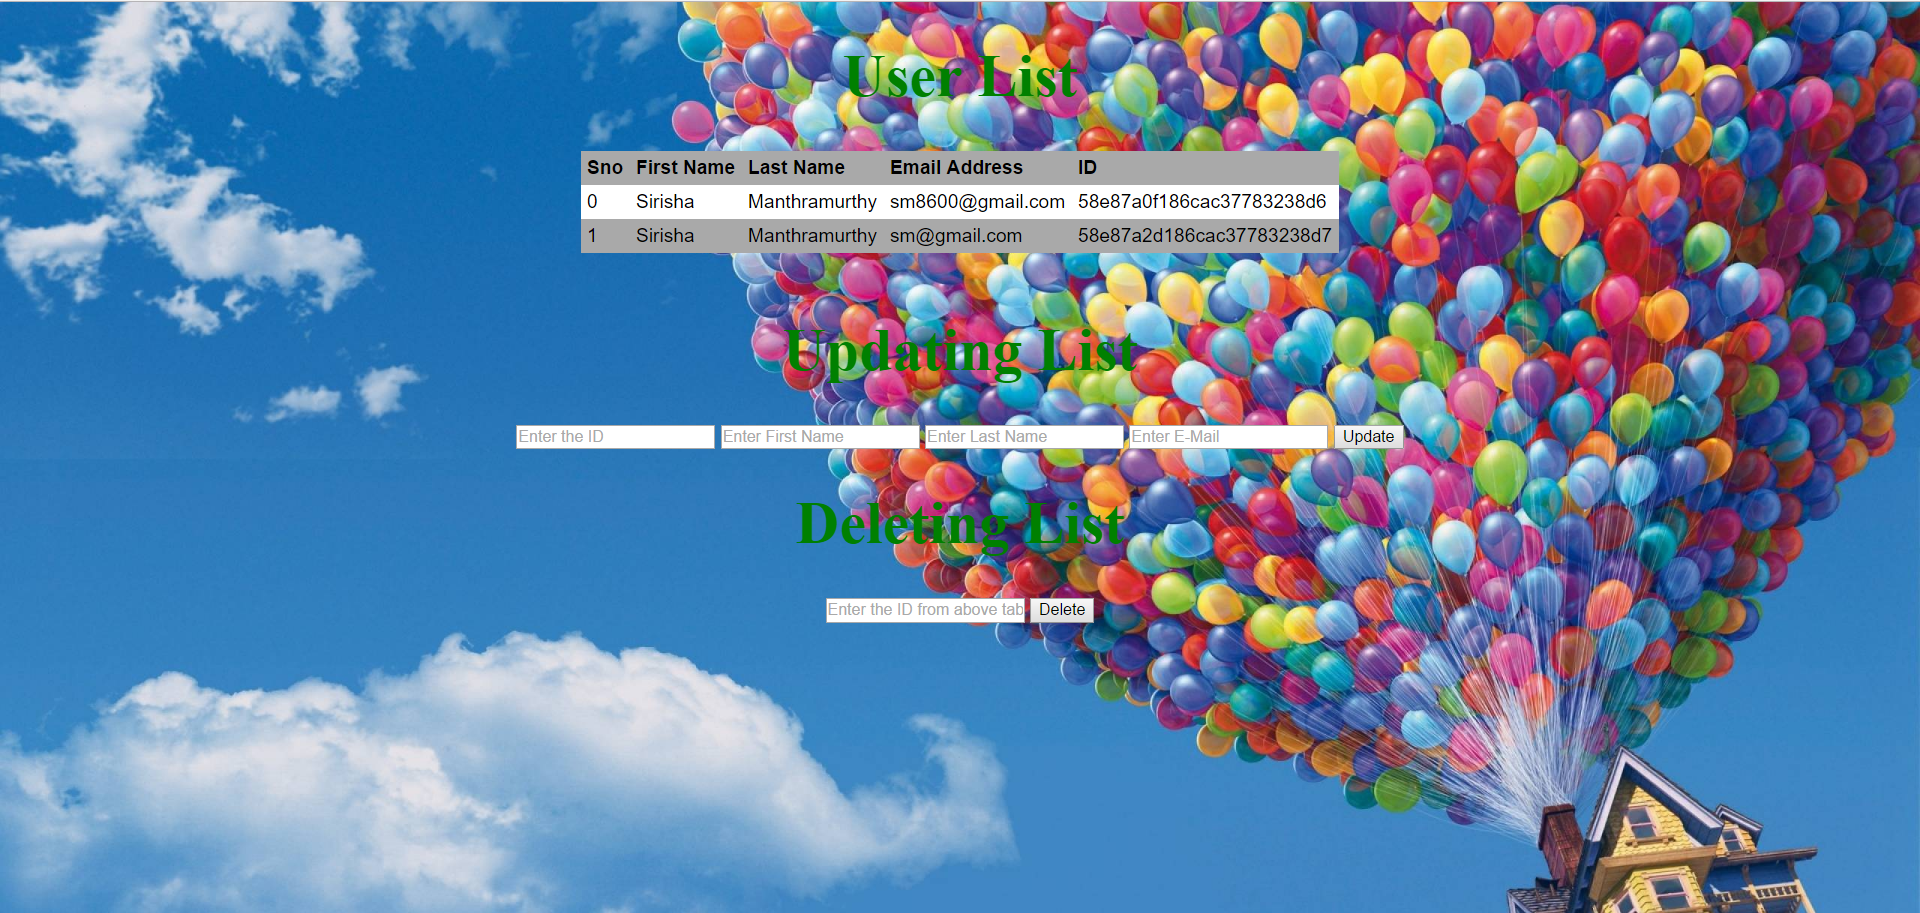 User List
Sno First Name Last Name Email Address ID
0 Sirisha Manthramurthy sm8600@gmail.com 58e87a0f186cac37783238d6
1 Sirisha Manthramurthy sm@gmail.com 58e87a2d186cac37783238d7
Updating List
Enter the ID Enter First Name Enter Last Name Enter E-Mail Update
Deleting List
Enter the ID from above tab Delete